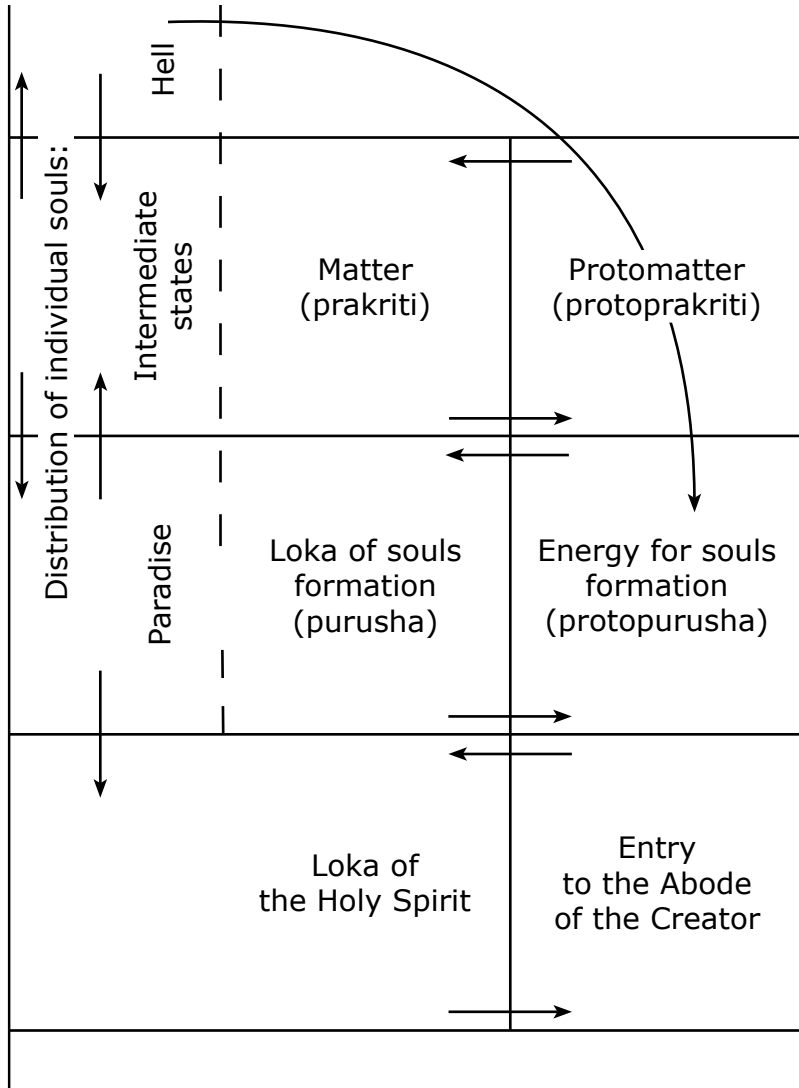 Distribution of individual souls:
Hell
Intermediate
states
Paradise
Matter
(prakriti)
Protomatter
(protoprakriti)
Loka of souls
formation
(purusha)
Energy for souls
formation
(protopurusha)
Loka of
the Holy Spirit
Entry
to the Abode
of the Creator